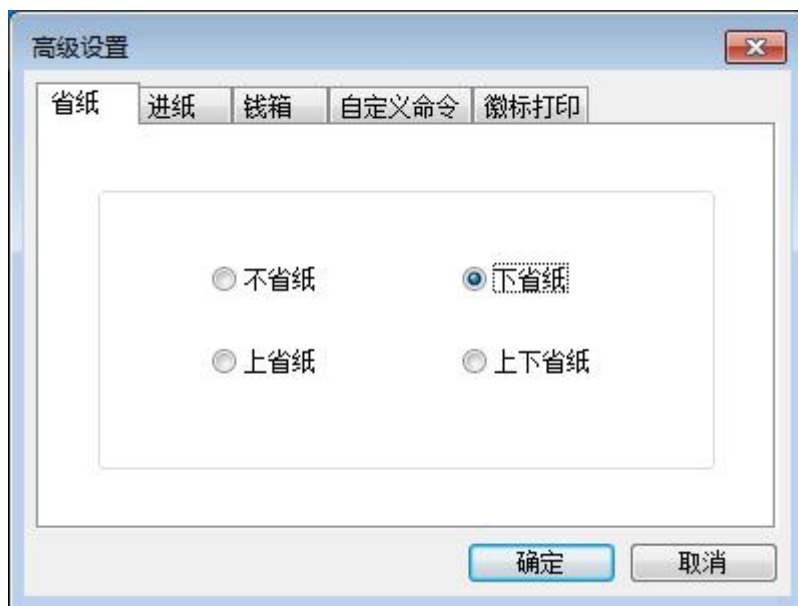 高级设置
省纸 进纸 钱箱 自定义命令 徽标打印
不省纸 下省纸
上省纸 上下省纸
确定 取消